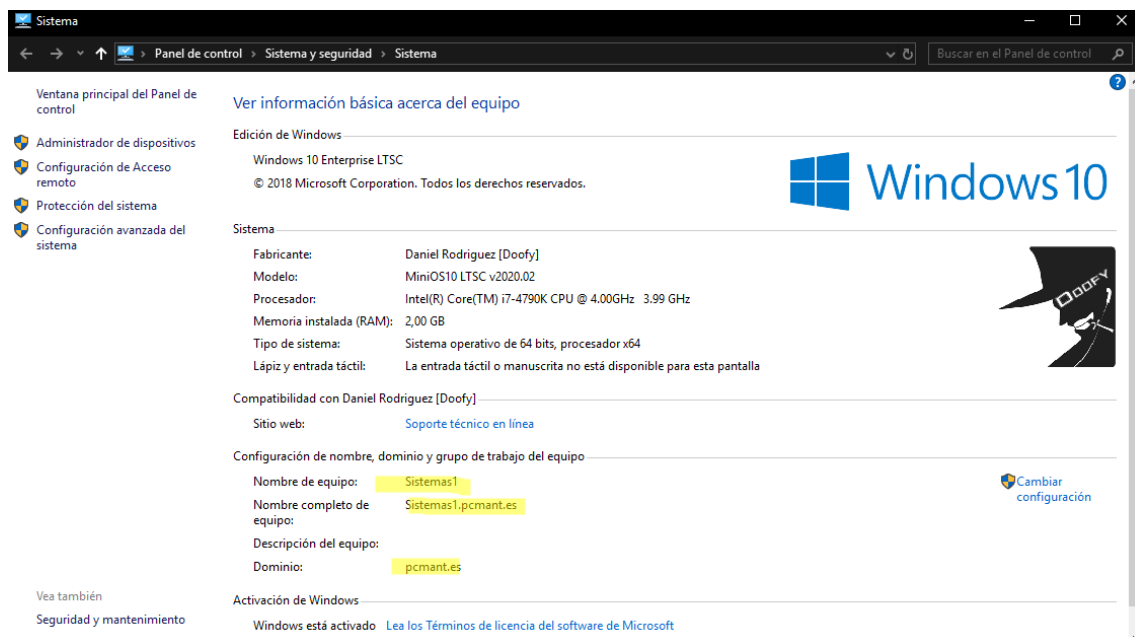 Sistema
Panel de control > Sistema y seguridad > Sistema
Buscar en el Panel de control
Ventana principal del Panel de
control
Administrador de dispositivos
Configuración de Acceso
remoto
Protección del sistema
Configuración avanzada del
sistema
Vea también
Seguridad y mantenimiento
?
Ver información básica acerca del equipo
Edición de Windows
Windows 10 Enterprise LTSC
© 2018 Microsoft Corporation. Todos los derechos reservados.
Windows 10
Sistema
Fabricante: Daniel Rodriguez [Doofy]
Modelo: MiniOS10 LTSC v2020.02
Procesador: Intel(R) Core(TM) i7-4790K CPU @ 4.00GHz 3.99 GHz
Memoria instalada (RAM): 2,00 GB
Tipo de sistema: Sistema operativo de 64 bits, procesador x64
Lápiz y entrada táctil: La entrada táctil o manuscrita no está disponible para esta pantalla
DOOFY
Compatibilidad con Daniel Rodriguez [Doofy]
Sitio web: Soporte técnico en línea
Configuración de nombre, dominio y grupo de trabajo del equipo
Nombre de equipo: Sistemas1
Cambiar
configuración
Nombre completo de Sistemas1.pcmant.es
equipo:
Descripción del equipo:
Dominio: pcmant.es
Activación de Windows
Windows está activado Lea los Términos de licencia del software de Microsoft